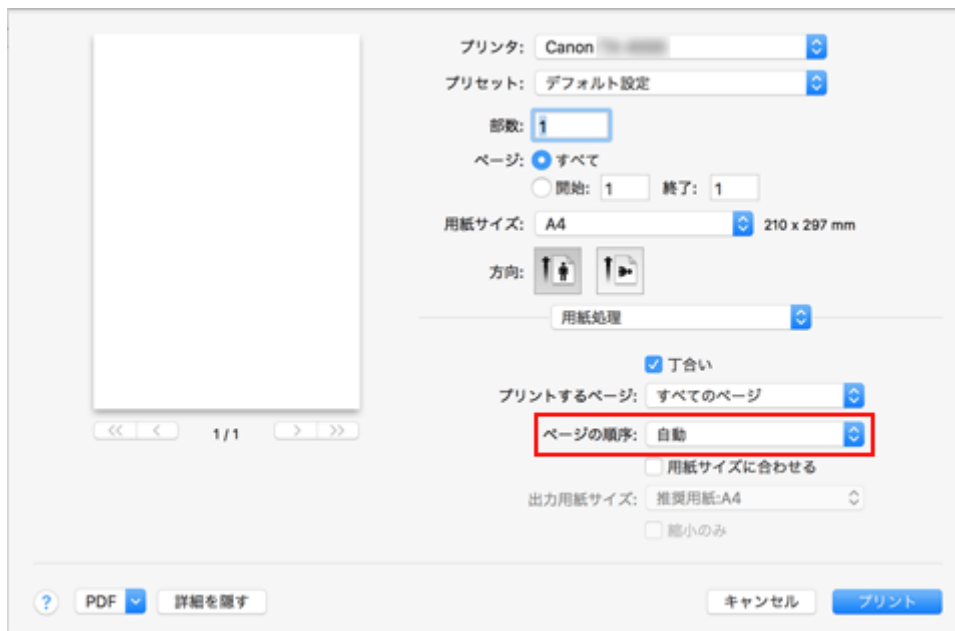 プリンタ: Canon
プリセット: デフォルト設定
部数: 1
ページ: すべて
開始: 1 終了: 1
用紙サイズ: A4 210 x 297 mm
方向:
用紙処理
丁合い
プリントするページ: すべてのページ
ページの順序: 自動
用紙サイズに合わせる
出力用紙サイズ: 推奨用紙:A4
縮小のみ
<< < 1 / 1 > >>
? PDF 詳細を隠す キャンセル プリント